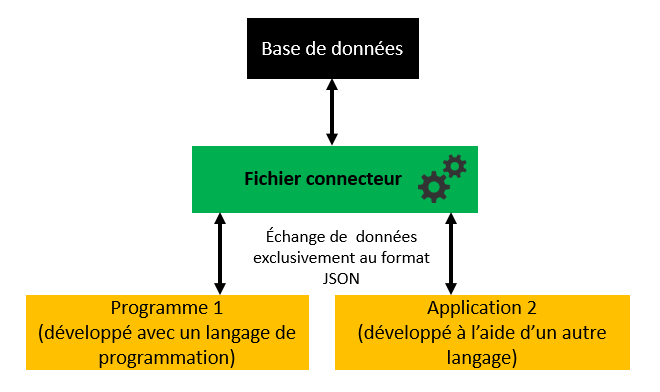 Base de données
Fichier connecteur
Échange de données
exclusivement au format
JSON
Programme 1
(développé avec un langage de
programmation)
Application 2
(développé à l’aide d’un autre
langage)